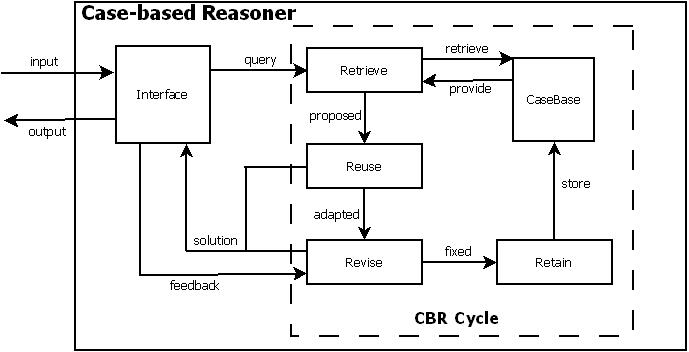 Case-based Reasoner
input
output
Interface
query
Retrieve
retrieve
provide
CaseBase
proposed
Reuse
adapted
store
solution
feedback
Revise
fixed
Retain
CBR Cycle